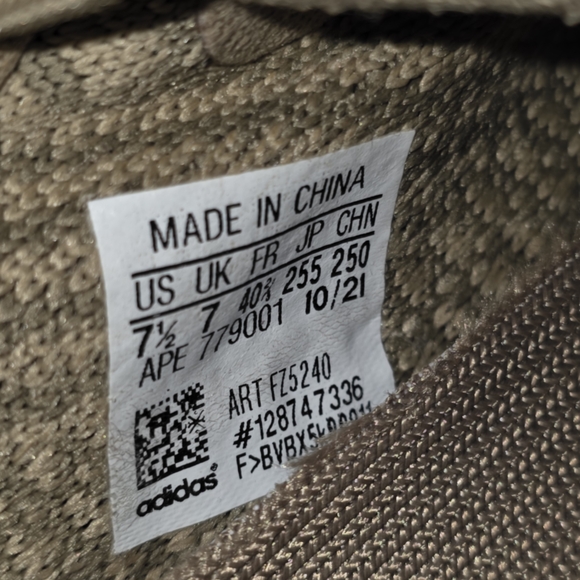 MADE IN CHINA
US UK FR JP CHN
7½ 7 40⅔ 255 250
APE 779001 10/21
ART FZ5240
#128747336
adidas®